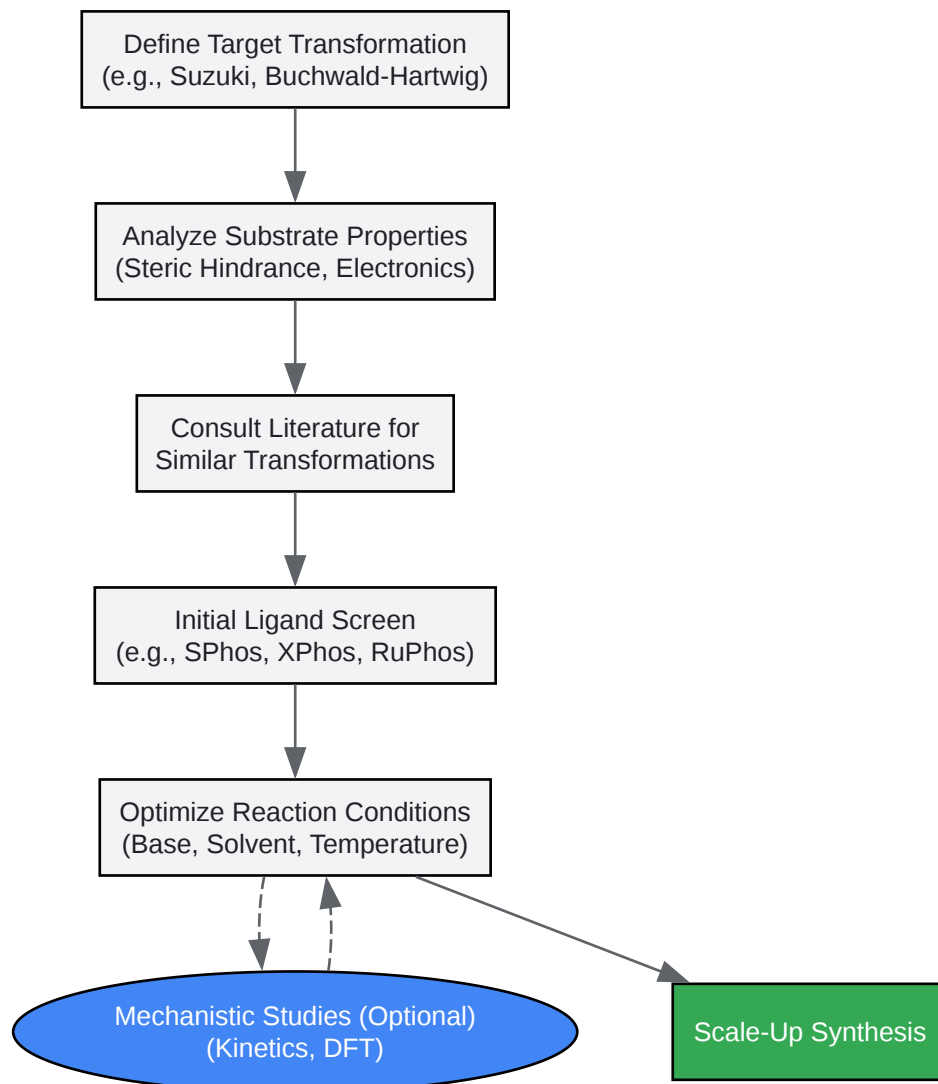 Define Target Transformation
(e.g., Suzuki, Buchwald-Hartwig)
Analyze Substrate Properties
(Steric Hindrance, Electronics)
Consult Literature for
Similar Transformations
Initial Ligand Screen
(e.g., SPhos, XPhos, RuPhos)
Optimize Reaction Conditions
(Base, Solvent, Temperature)
Mechanistic Studies (Optional)
(Kinetics, DFT)
Scale-Up Synthesis